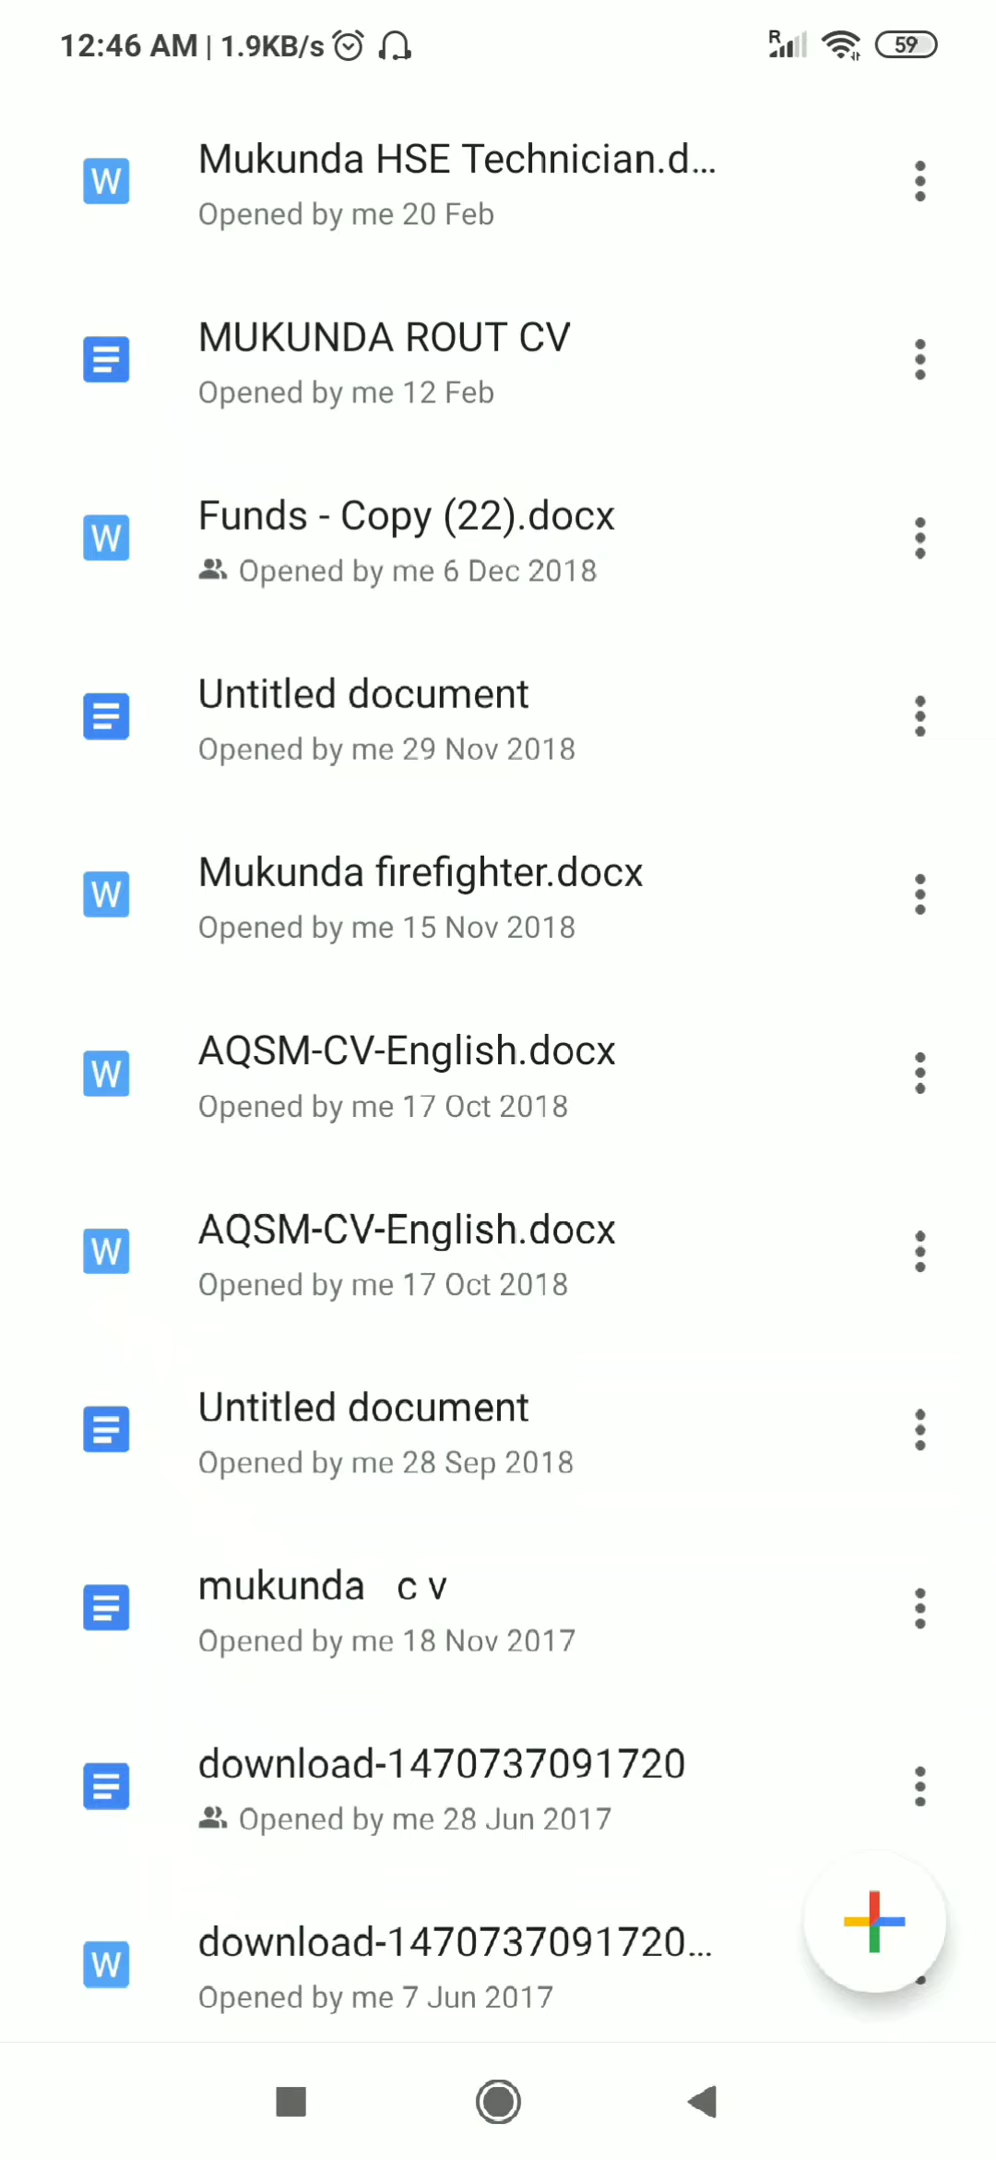 12:46 AM | 1.9KB/s R 59
W Mukunda HSE Technician.d...
Opened by me 20 Feb
MUKUNDA ROUT CV
Opened by me 12 Feb
W Funds - Copy (22).docx
Opened by me 6 Dec 2018
Untitled document
Opened by me 29 Nov 2018
W Mukunda firefighter.docx
Opened by me 15 Nov 2018
W AQSM-CV-English.docx
Opened by me 17 Oct 2018
W AQSM-CV-English.docx
Opened by me 17 Oct 2018
Untitled document
Opened by me 28 Sep 2018
mukunda c v
Opened by me 18 Nov 2017
download-1470737091720
Opened by me 28 Jun 2017
W download-1470737091720...
Opened by me 7 Jun 2017